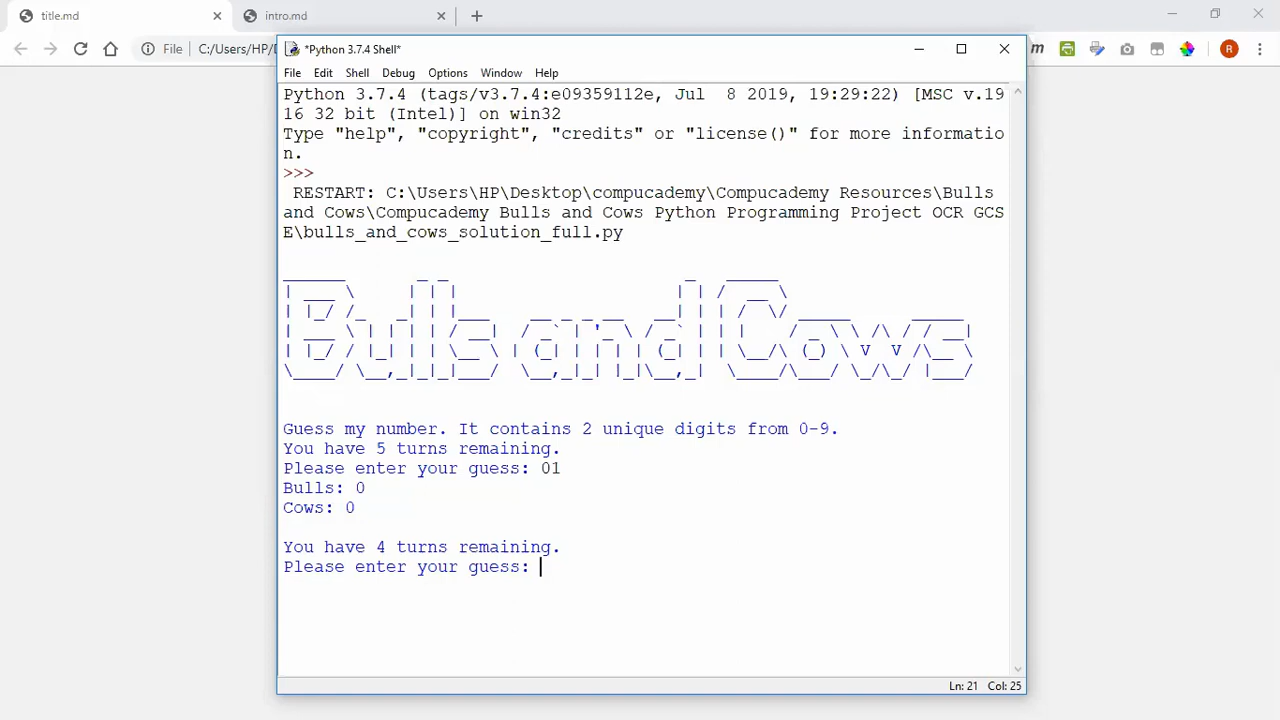 title.md
intro.md
File
C:/Users/HP/D
m
R
*Python 3.7.4 Shell*
File Edit Shell Debug Options Window Help
Python 3.7.4 (tags/v3.7.4:e09359112e, Jul  8 2019, 19:29:22) [MSC v.19
16 32 bit (Intel)] on win32
Type "help", "copyright", "credits" or "license()" for more informatio
n.
>>>
 RESTART: C:\Users\HP\Desktop\compucademy\Compucademy Resources\Bulls
and Cows\Compucademy Bulls and Cows Python Programming Project OCR GCS
E\bulls_and_cows_solution_full.py
Bulls and Cows
Guess my number. It contains 2 unique digits from 0-9.
You have 5 turns remaining.
Please enter your guess: 01
Bulls: 0
Cows: 0
You have 4 turns remaining.
Please enter your guess:
Ln: 21 Col: 25